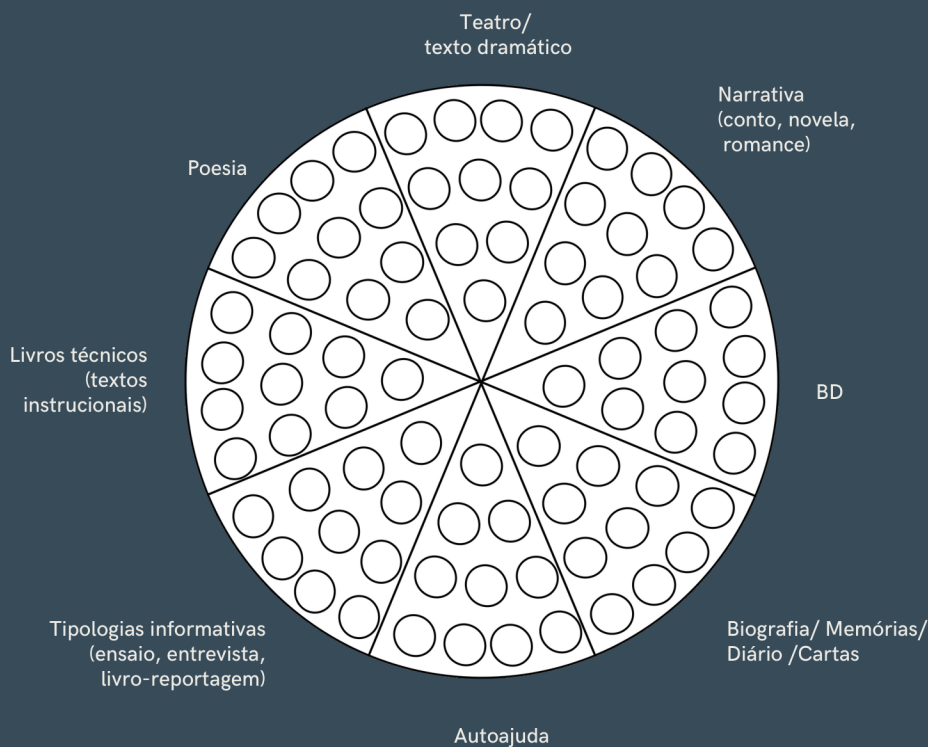 Teatro/
texto dramático
Narrativa
(conto, novela,
romance)
Poesia
Livros técnicos
(textos
instrucionais)
BD
Tipologias informativas
(ensaio, entrevista,
livro-reportagem)
Biografia/ Memórias/
Diário /Cartas
Autoajuda